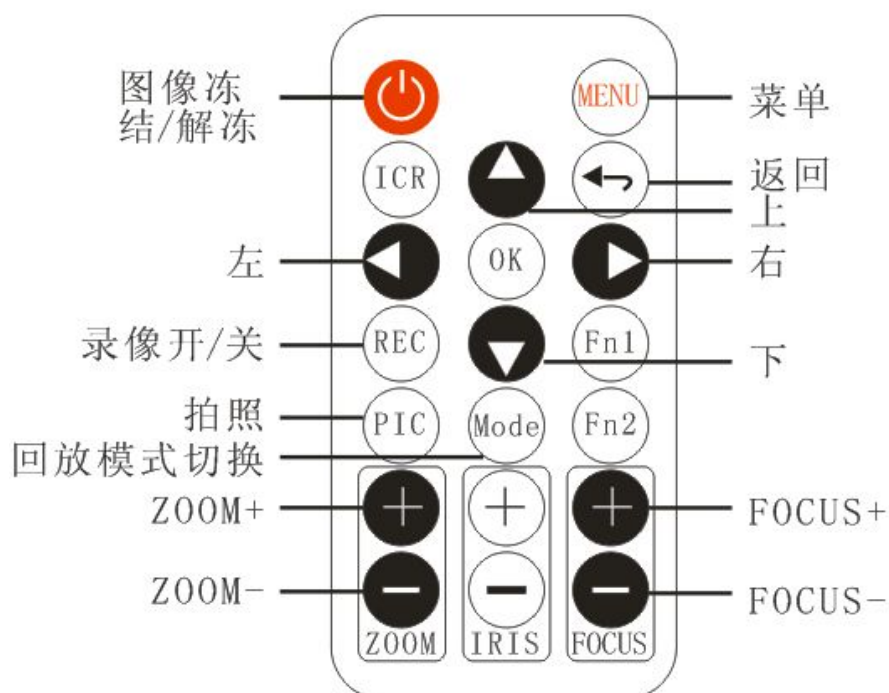 图像冻
结/解冻
MENU
菜单
ICR
返回
上
左
OK
右
录像开/关
REC
Fn1
下
拍照
PIC
Mode
Fn2
回放模式切换
ZOOM+
FOCUS+
ZOOM-
FOCUS-
ZOOM
IRIS
FOCUS